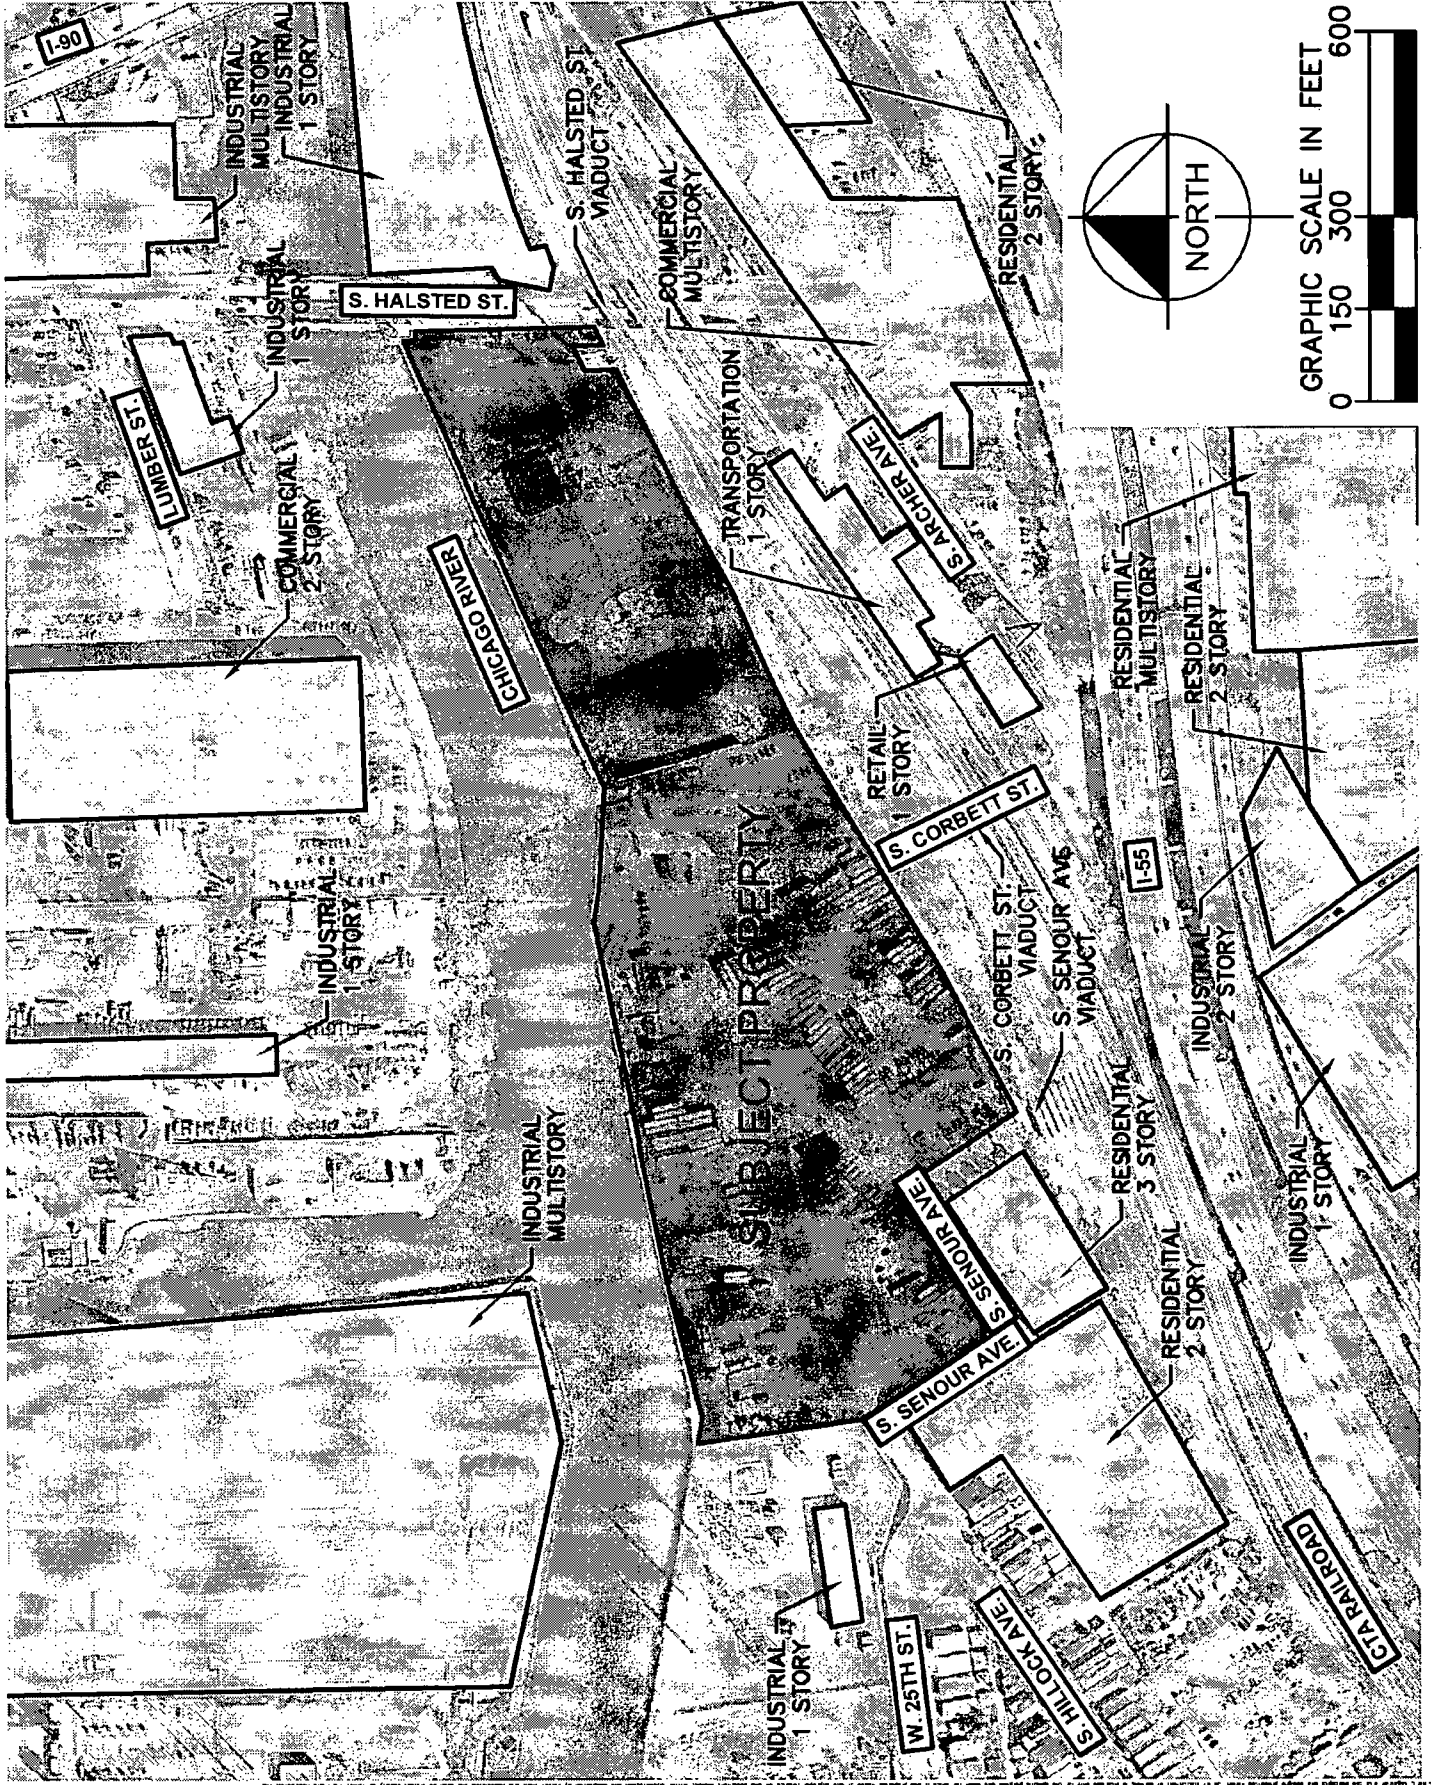 I-90
INDUSTRIAL
MULTISTORY
INDUSTRIAL
1 STORY
S. HALSTED ST.
VIADUCT
INDUSTRIAL
1 STORY
S. HALSTED ST.
COMMERCIAL
MULTISTORY
RESIDENTIAL
2 STORY
LUMBER ST.
COMMERCIAL
2 STORY
CHICAGO RIVER
TRANSPORTATION
1 STORY
S. ARCHER AVE.
RESIDENTIAL
MULTISTORY
RESIDENTIAL
2 STORY
RETAIL
1 STORY
S. CORBETT ST.
SUBJECT PROPERTY
INDUSTRIAL
1 STORY
S. CORBETT ST.
VIADUCT
S. SENOUR AVE
VIADUCT
I-55
INDUSTRIAL
2 STORY
INDUSTRIAL
MULTISTORY
S. SENOUR AVE.
RESIDENTIAL
3 STORY
INDUSTRIAL
1 STORY
S. SENOUR AVE.
RESIDENTIAL
2 STORY
INDUSTRIAL
1 STORY
W. 25TH ST.
S. HILLOCK AVE.
CTA RAILROAD
NORTH
GRAPHIC SCALE IN FEET
0 150 300 600